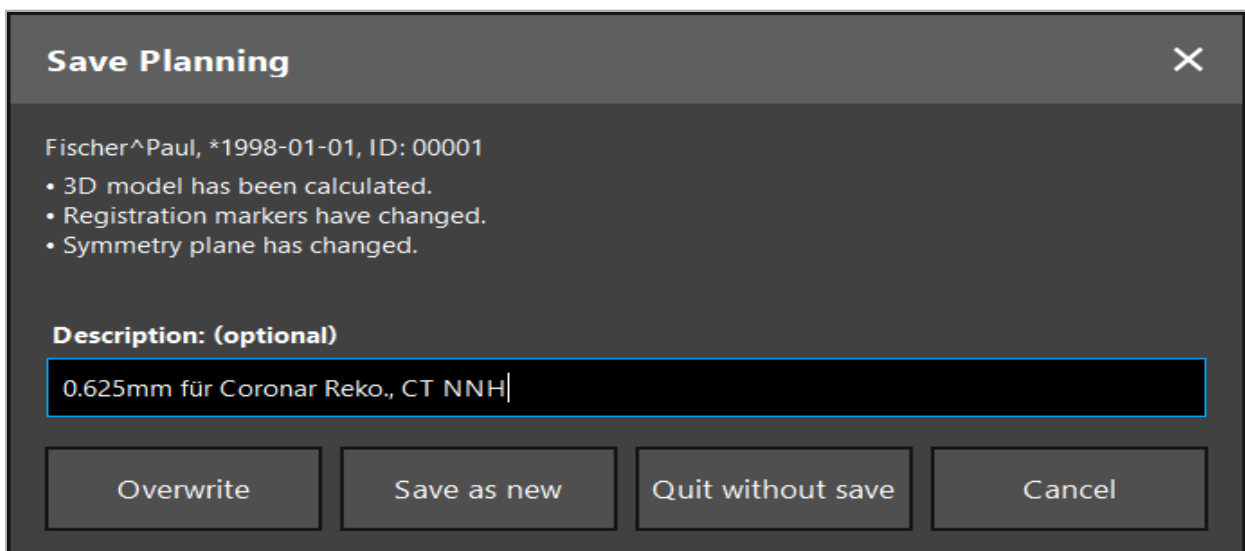 Save Planning
Fischer^Paul, *1998-01-01, ID: 00001
• 3D model has been calculated.
• Registration markers have changed.
• Symmetry plane has changed.
Description: (optional)
0.625mm für Coronar Reko., CT NNH
Overwrite Save as new Quit without save Cancel